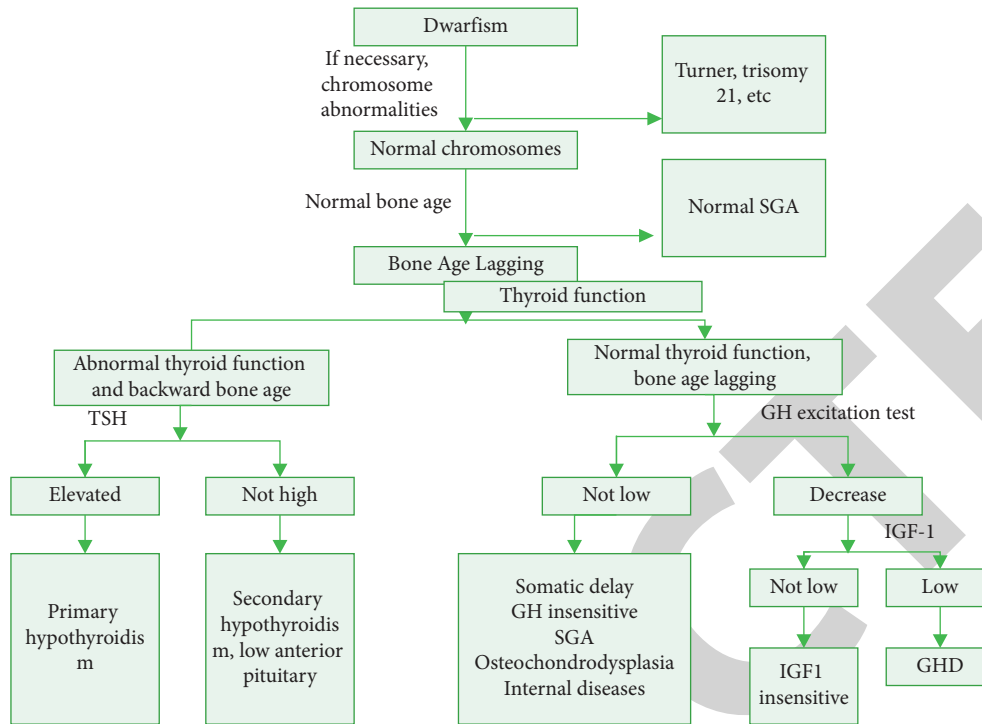 Dwarfism
If necessary,
chromosome
abnormalities
Turner, trisomy
21, etc
Normal chromosomes
Normal bone age
Normal SGA
Bone Age Lagging
Thyroid function
Abnormal thyroid function
and backward bone age
Normal thyroid function,
bone age lagging
TSH
GH excitation test
Elevated
Not high
Not low
Decrease
IGF-1
Primary
hypothyroidis
m
Secondary
hypothyroidis
m, low anterior
pituitary
Somatic delay
GH insensitive
SGA
Osteochondrodysplasia
Internal diseases
Not low
Low
IGF1
insensitive
GHD